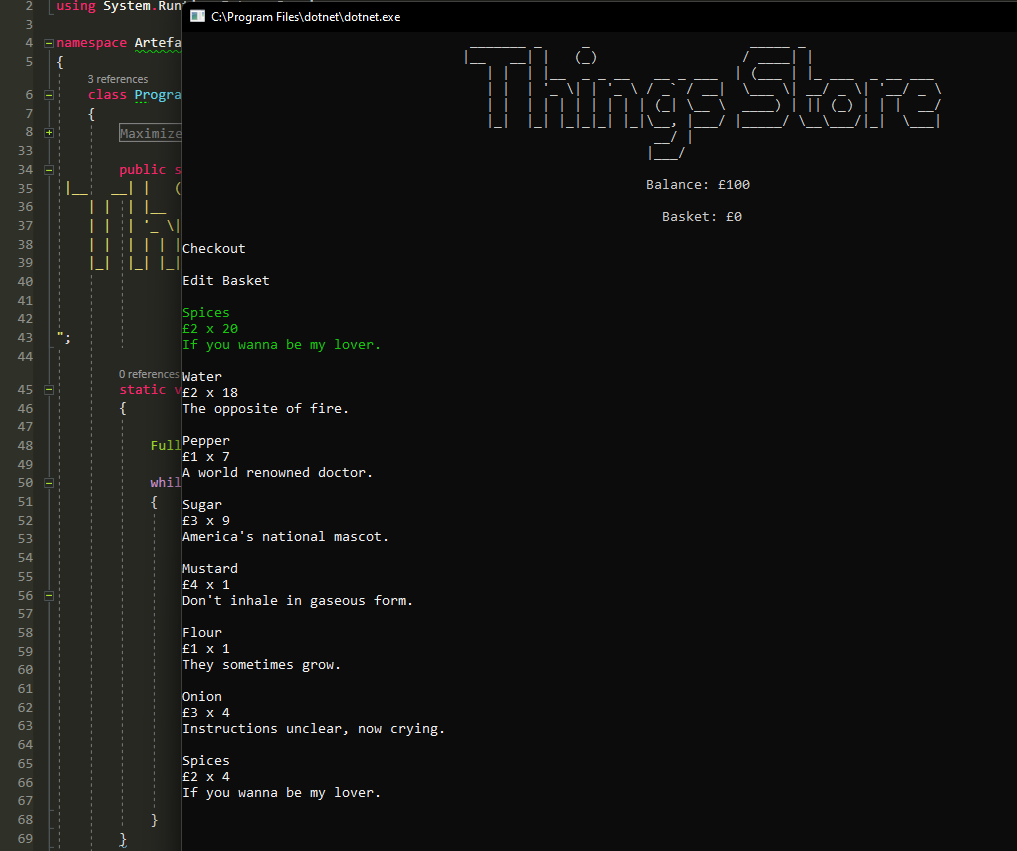 C:\Program Files\dotnet\dotnet.exe
2 using System.Run
3
4 namespace Artefa
5 {
3 references
6 class Progra
7 {
8 Maximize
33
34 public s
35 |__   __| |   (
36 | |  | |__
37 | |  | '_ \|
38 | |  | | | |
39 |_|  |_| |_|
40
41
42
43 ";
44
0 references
45 static v
46 {
47
48 Full
49
50 whil
51 {
52
53
54
55
56
57
58
59
60
61
62
63
64
65
66
67
68 }
69 }
Things Store
Balance: £100
Basket: £0
Checkout
Edit Basket
Spices
£2 x 20
If you wanna be my lover.
Water
£2 x 18
The opposite of fire.
Pepper
£1 x 7
A world renowned doctor.
Sugar
£3 x 9
America's national mascot.
Mustard
£4 x 1
Don't inhale in gaseous form.
Flour
£1 x 1
They sometimes grow.
Onion
£3 x 4
Instructions unclear, now crying.
Spices
£2 x 4
If you wanna be my lover.